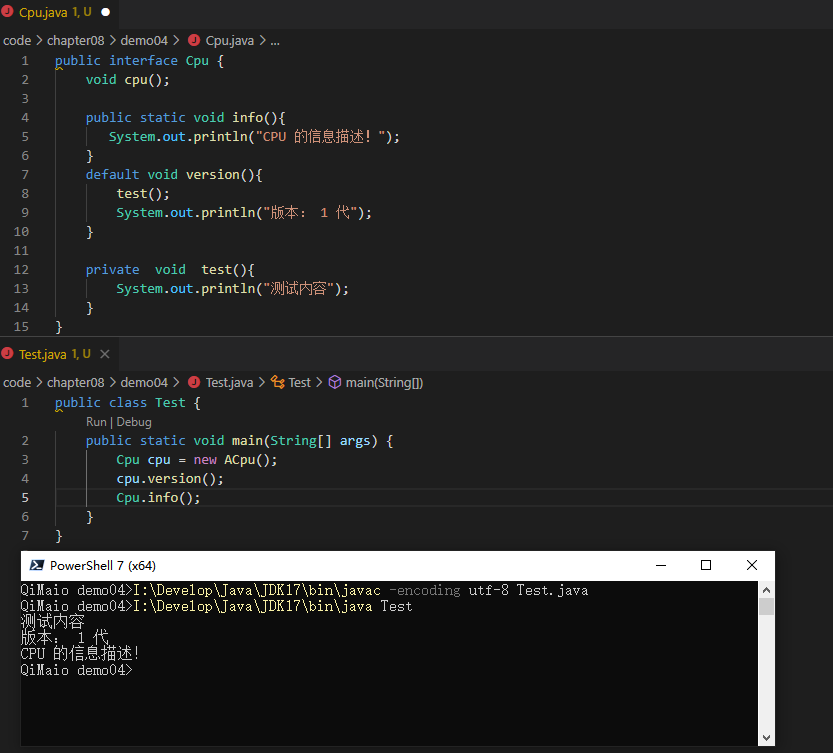 Cpu.java 1, U
code > chapter08 > demo04 > Cpu.java > ...
1 public interface Cpu {
2 void cpu();
3
4 public static void info(){
5 System.out.println("CPU 的信息描述! ");
6 }
7 default void version(){
8 test();
9 System.out.println("版本: 1 代");
10 }
11
12 private  void  test(){
13 System.out.println("测试内容");
14 }
15 }
Test.java 1, U
code > chapter08 > demo04 > Test.java > Test > main(String[])
1 public class Test {
Run | Debug
2 public static void main(String[] args) {
3 Cpu cpu = new ACpu();
4 cpu.version();
5 Cpu.info();
6 }
7 }
PowerShell 7 (x64)
QiMaio demo04>I:\Develop\Java\JDK17\bin\javac -encoding utf-8 Test.java
QiMaio demo04>I:\Develop\Java\JDK17\bin\java Test
测试内容
版本: 1 代
CPU 的信息描述!
QiMaio demo04>